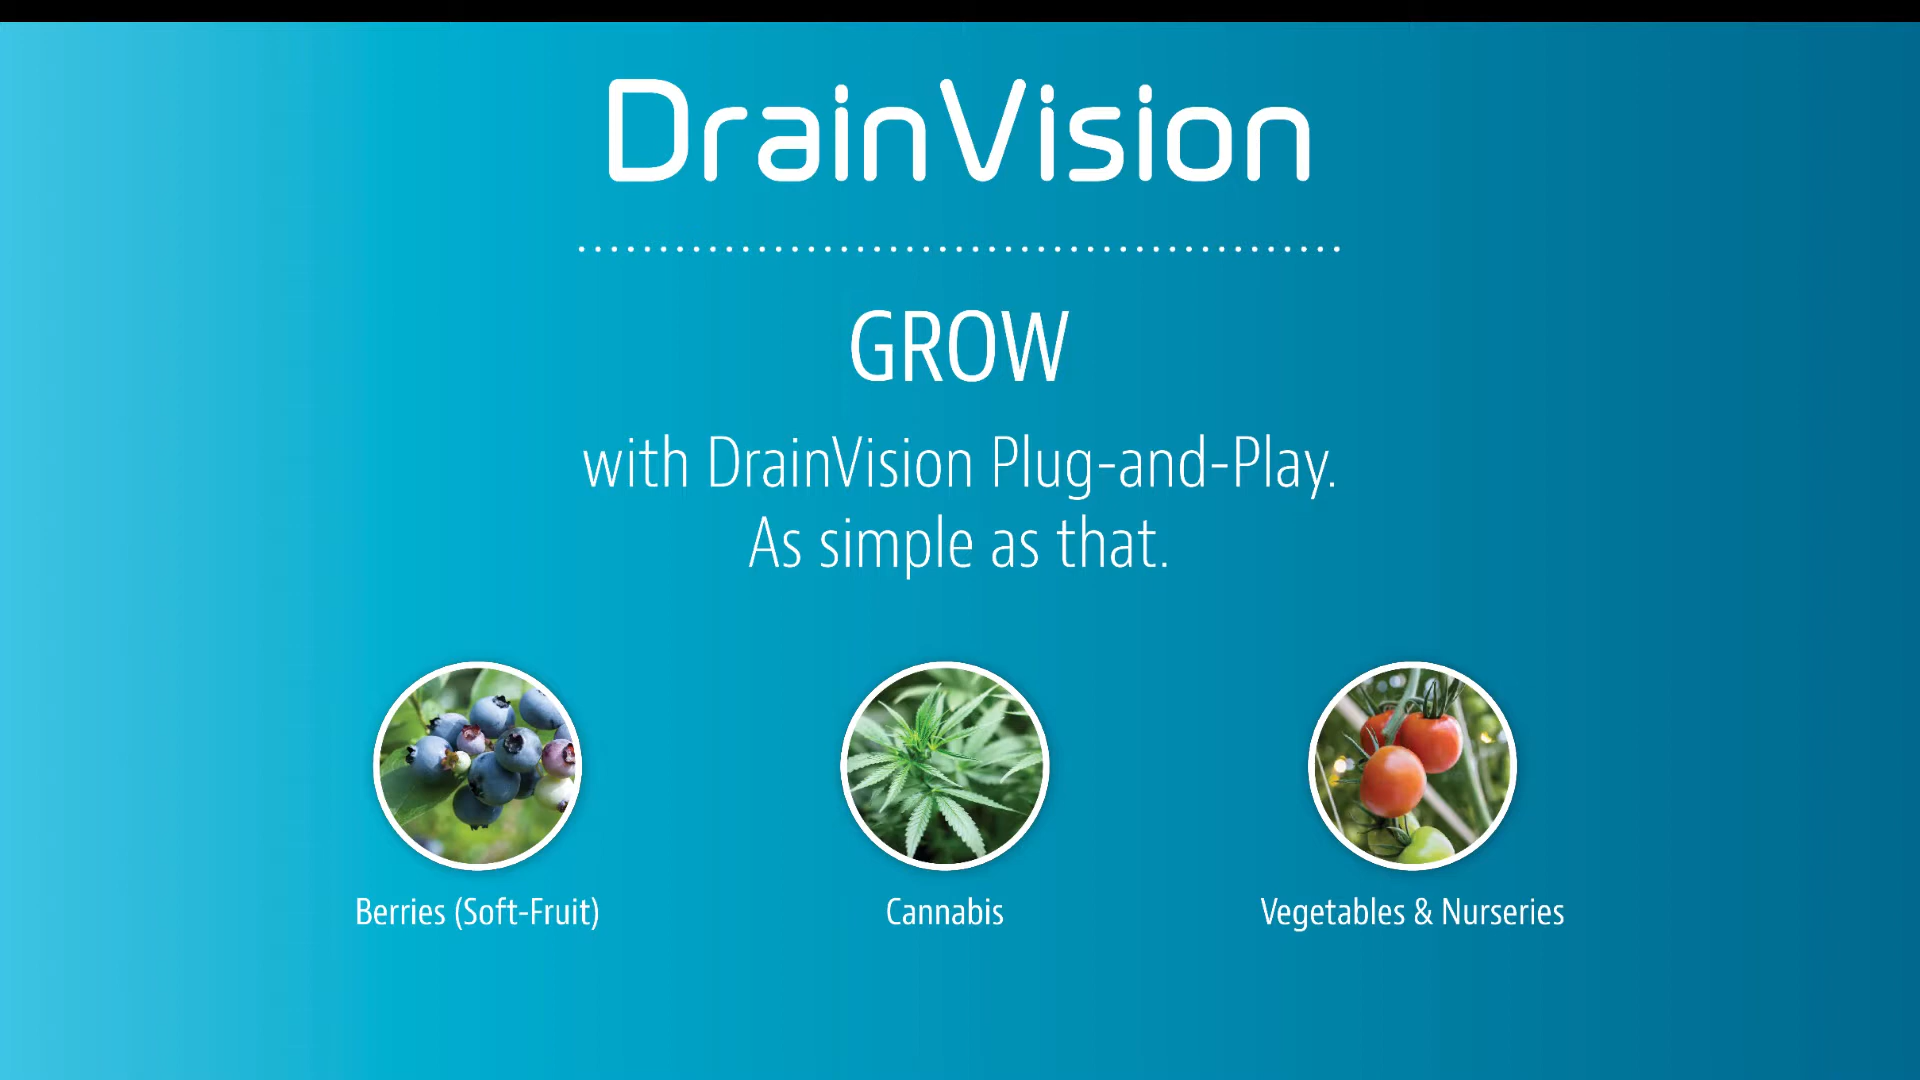 DrainVision
GROW
with DrainVision Plug-and-Play.
As simple as that.
Berries (Soft-Fruit)
Cannabis
Vegetables & Nurseries